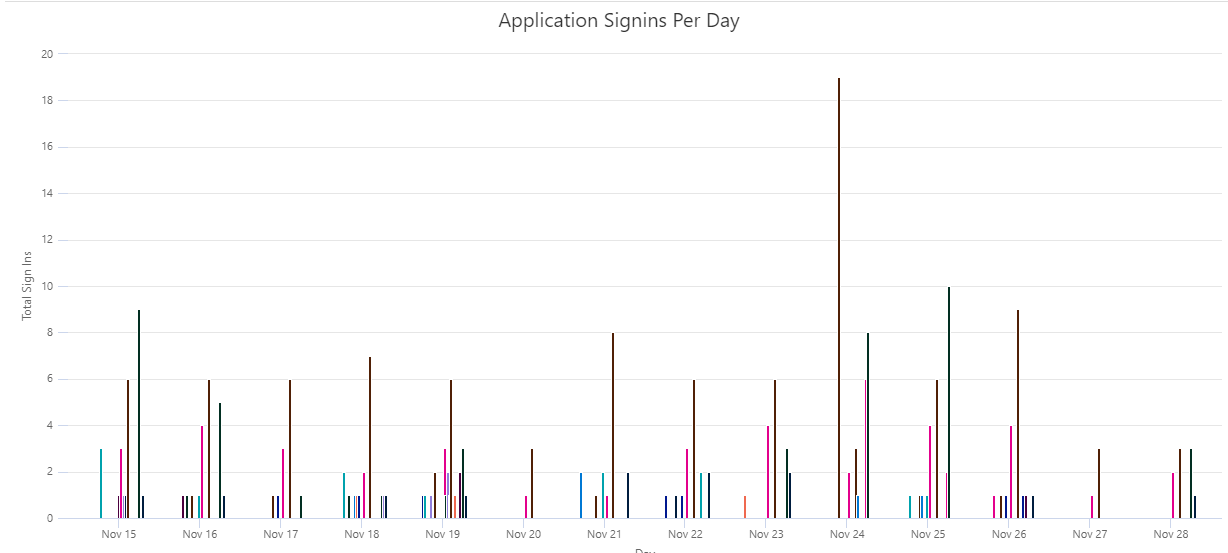 Application Signins Per Day
20
18
16
14
12
10
8
6
4
2
0
Total Sign Ins
Nov 15 Nov 16 Nov 17 Nov 18 Nov 19 Nov 20 Nov 21 Nov 22 Nov 23 Nov 24 Nov 25 Nov 26 Nov 27 Nov 28
Day